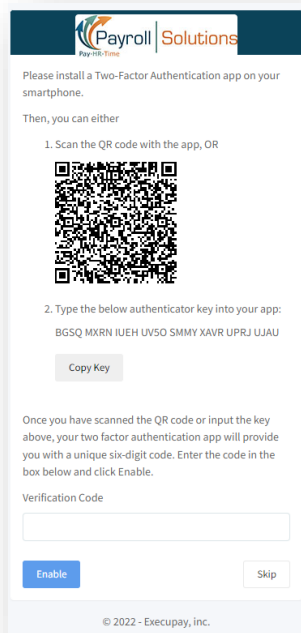 Payroll Solutions
Pay-HR-Time
Please install a Two-Factor Authentication app on your
smartphone.
Then, you can either
1. Scan the QR code with the app, OR
2. Type the below authenticator key into your app:
BGSQ MXRN IUEH UV5O SMMY XAVR UPRJ UJAU
Copy Key
Once you have scanned the QR code or input the key
above, your two factor authentication app will provide
you with a unique six-digit code. Enter the code in the
box below and click Enable.
Verification Code
Enable
Skip
© 2022 - Execupay, inc.